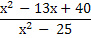 x² − 13x + 40
x² − 25